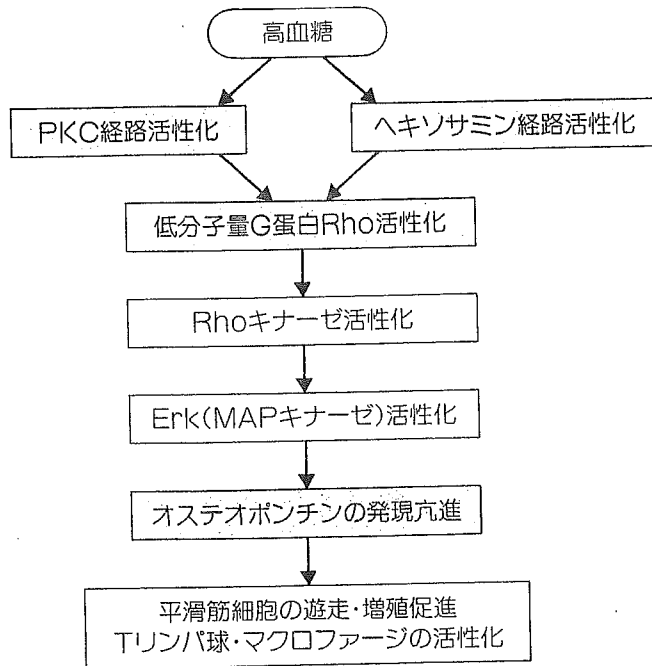 高血糖
PKC経路活性化
ヘキソサミン経路活性化
低分子量G蛋白Rho活性化
Rhoキナーゼ活性化
Erk(MAPキナーゼ)活性化
オステオポンチンの発現亢進
平滑筋細胞の遊走・増殖促進
Tリンパ球・マクロファージの活性化